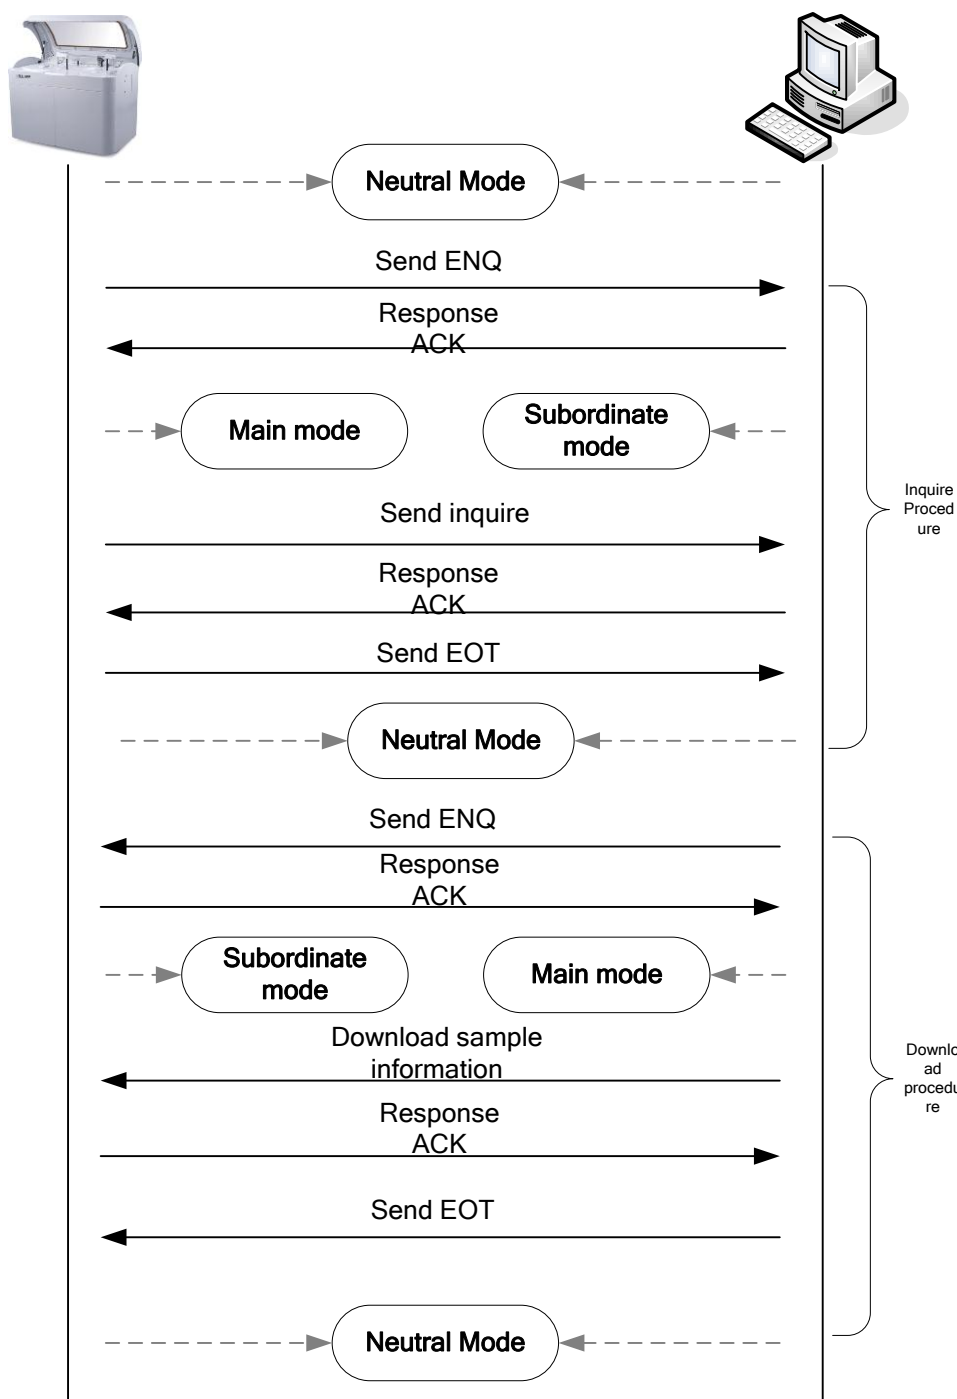 Neutral Mode
Send ENQ
Response
ACK
Main mode
Subordinate
mode
Send inquire
Response
ACK
Send EOT
Neutral Mode
Inquire
Proced
ure
Send ENQ
Response
ACK
Subordinate
mode
Main mode
Download sample
information
Response
ACK
Send EOT
Neutral Mode
Downlo
ad
procedu
re